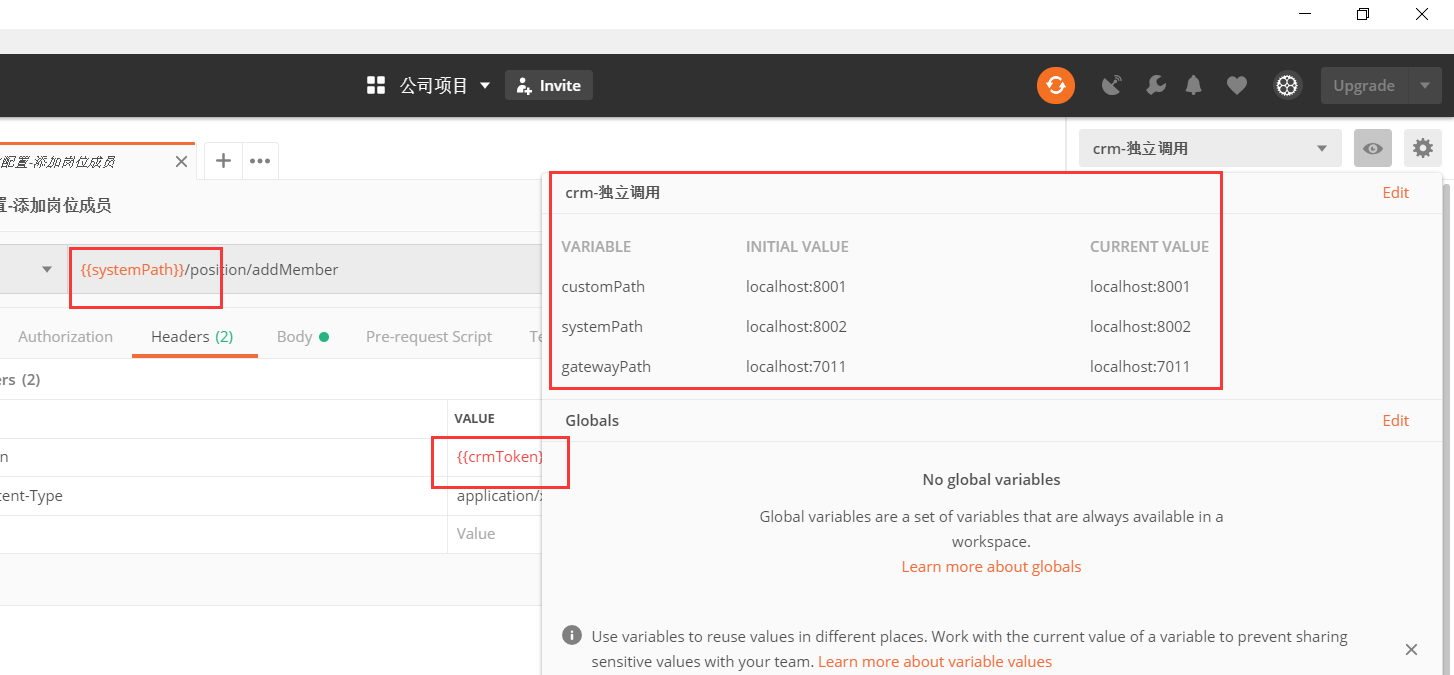 公司项目 Invite Upgrade
配置-添加岗位成员 crm-独立调用
置-添加岗位成员
crm-独立调用 Edit
VARIABLE INITIAL VALUE CURRENT VALUE
customPath localhost:8001 localhost:8001
systemPath localhost:8002 localhost:8002
gatewayPath localhost:7011 localhost:7011
{{systemPath}}/position/addMember
Authorization Headers (2) Body Pre-request Script Te
ers (2)
VALUE
n {{crmToken}
tent-Type application/x
Value
Globals Edit
No global variables
Global variables are a set of variables that are always available in a
workspace.
Learn more about globals
Use variables to reuse values in different places. Work with the current value of a variable to prevent sharing
sensitive values with your team. Learn more about variable values